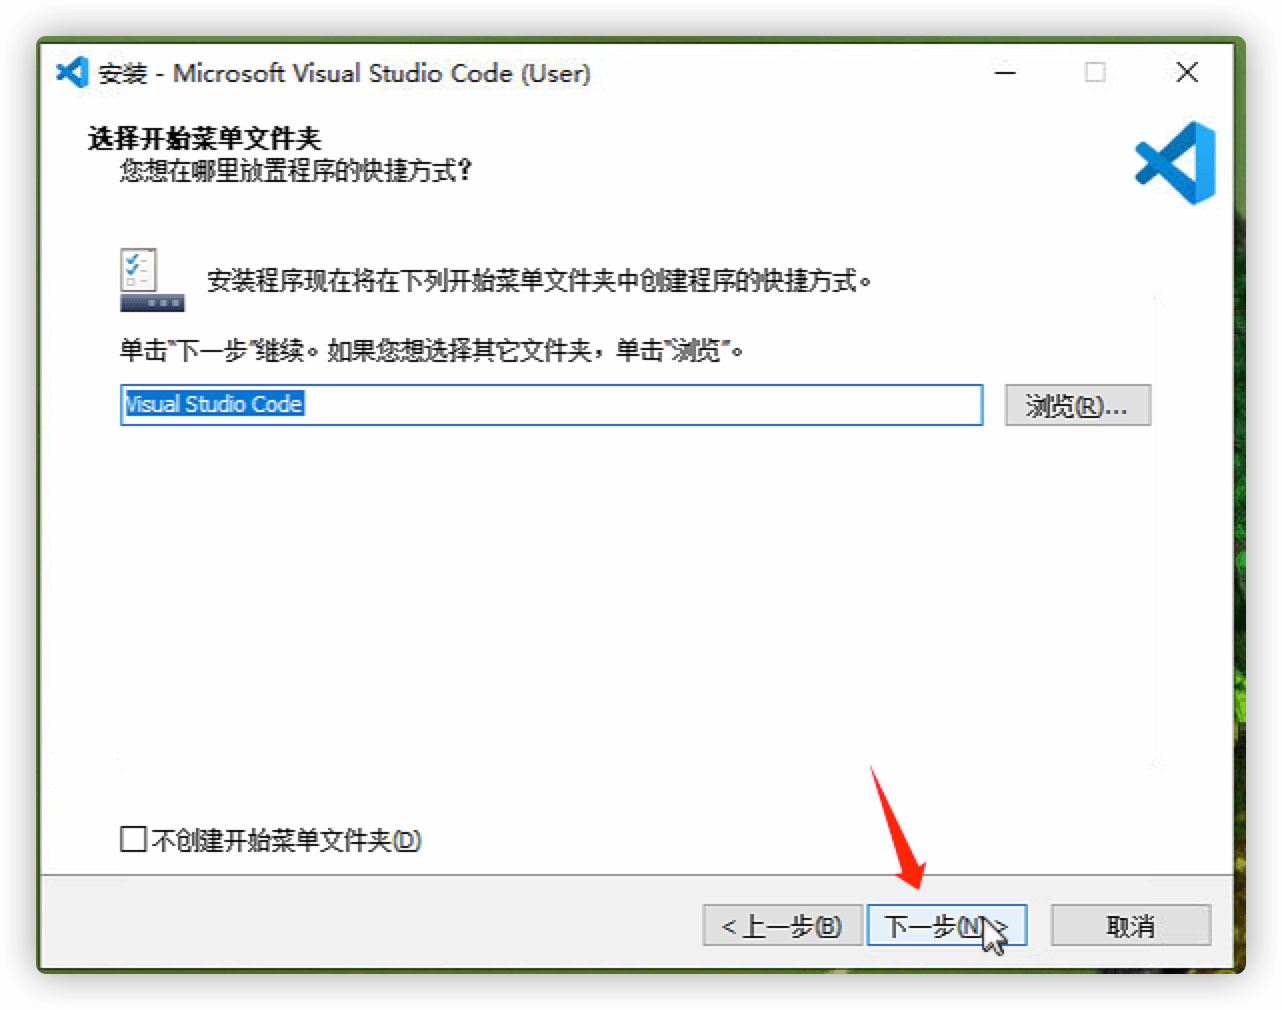 安装 - Microsoft Visual Studio Code (User)
选择开始菜单文件夹
您想在哪里放置程序的快捷方式？
安装程序现在将在下列开始菜单文件夹中创建程序的快捷方式。
单击“下一步”继续。如果您想选择其它文件夹，单击“浏览”。
Visual Studio Code
浏览(R)...
不创建开始菜单文件夹(D)
< 上一步(B)
下一步(N) >
取消